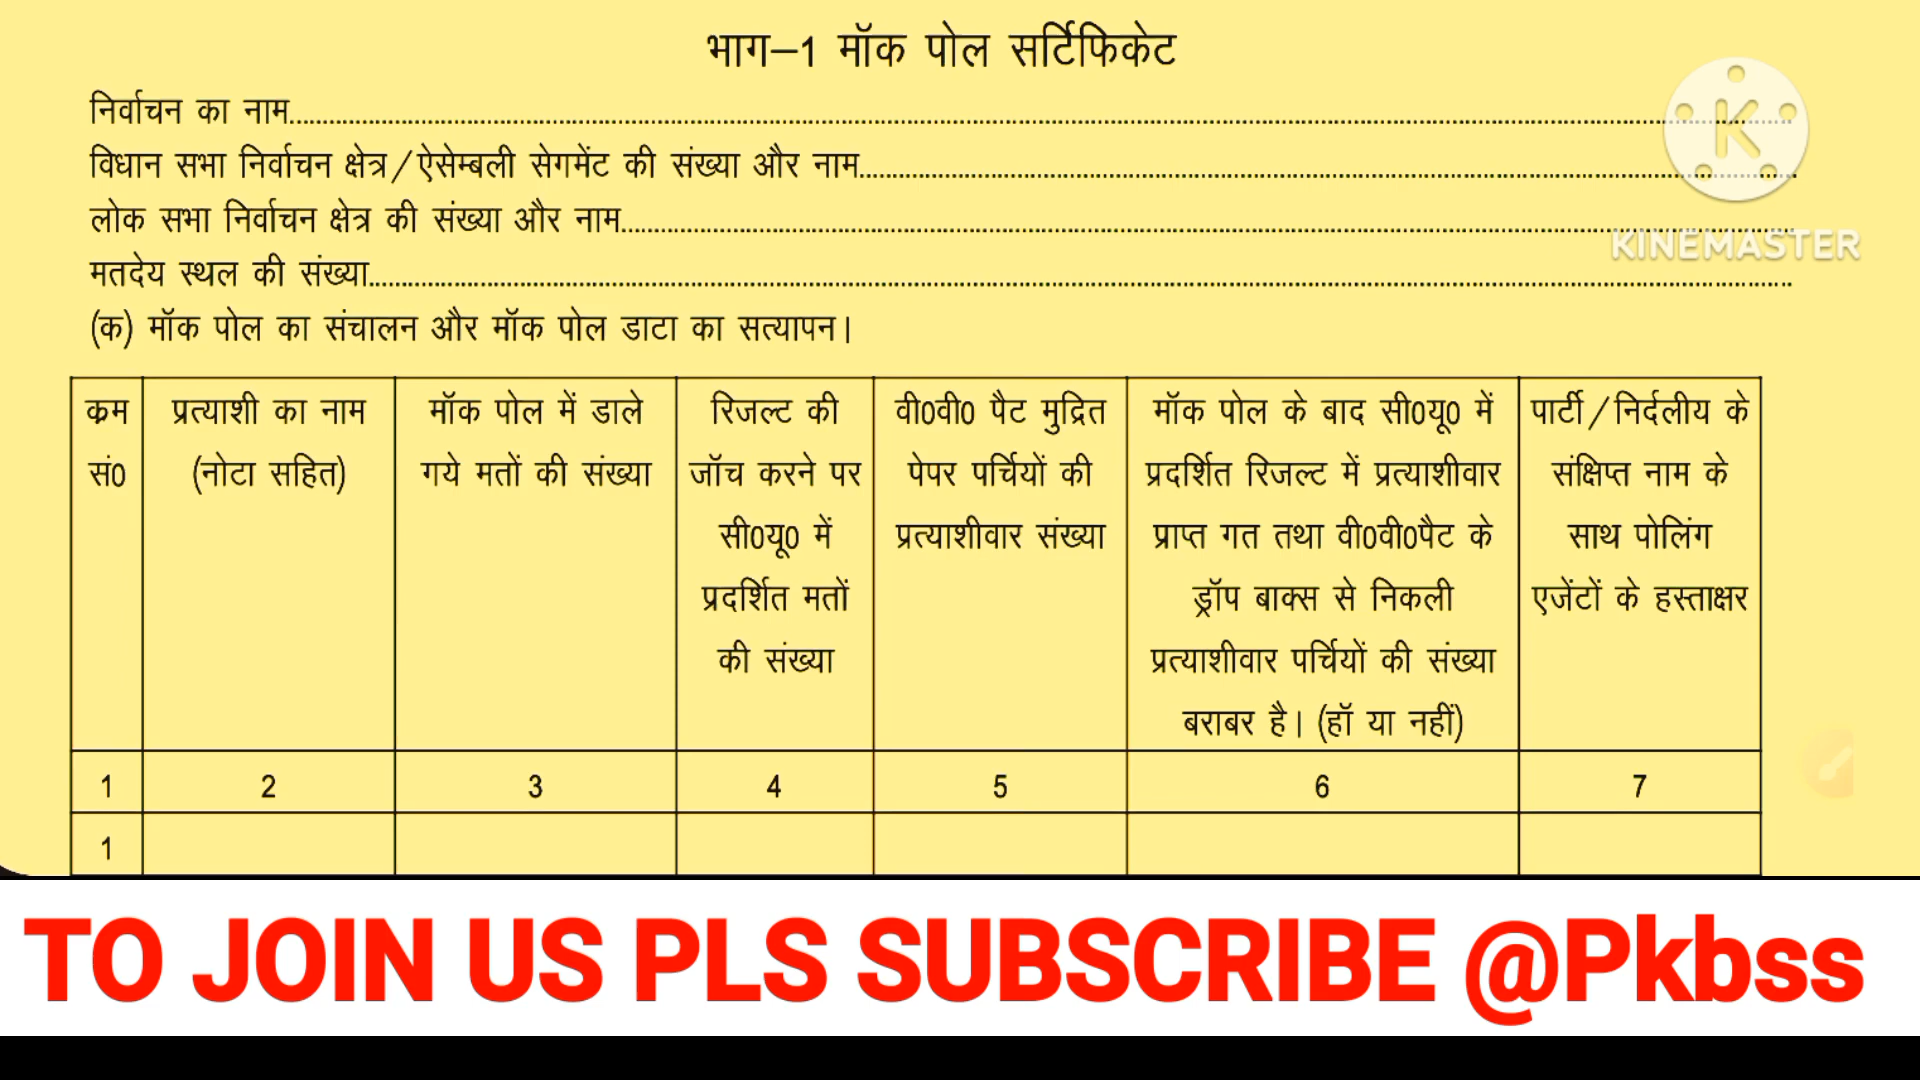 भाग–1 मॉक पोल सर्टिफिकेट
निर्वाचन का नाम
विधान सभा निर्वाचन क्षेत्र/ऐसेम्बली सेगमेंट की संख्या और नाम
लोक सभा निर्वाचन क्षेत्र की संख्या और नाम
मतदेय स्थल की संख्या
K
KINEMASTER
(क) मॉक पोल का संचालन और मॉक पोल डाटा का सत्यापन।
क्रम
सं0
प्रत्याशी का नाम
(नोटा सहित)
मॉक पोल में डाले
गये मतों की संख्या
रिजल्ट की
जॉच करने पर
सी0यू0 में
प्रदर्शित मतों
की संख्या
वी0वी0 पैट मुद्रित
पेपर पर्चियों की
प्रत्याशीवार संख्या
मॉक पोल के बाद सी0यू0 में
प्रदर्शित रिजल्ट में प्रत्याशीवार
प्राप्त गत तथा वी0वी0पैट के
ड्रॉप बाक्स से निकली
प्रत्याशीवार पर्चियों की संख्या
बराबर है। (हॉ या नहीं)
पार्टी/निर्दलीय के
संक्षिप्त नाम के
साथ पोलिंग
एजेंटों के हस्ताक्षर
1 2 3 4 5 6 7
1
TO JOIN US PLS SUBSCRIBE @Pkbss